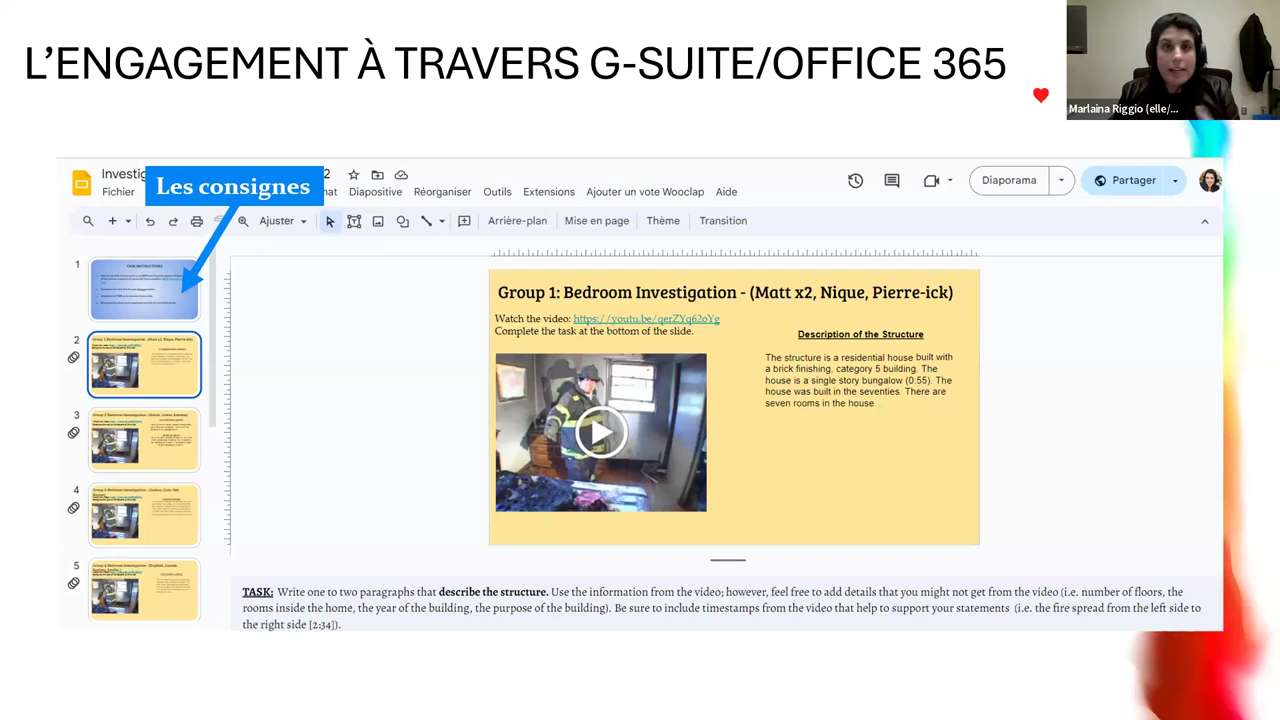 L'ENGAGEMENT À TRAVERS G-SUITE/OFFICE 365
Marlaina Riggio (elle/...
Investig
2
Les consignes
Fichier
mat
Diapositive
Réorganiser
Outils
Extensions
Ajouter un vote Wooclap
Aide
Diaporama
Partager
Ajuster
Arrière-plan
Mise en page
Thème
Transition
1
TASK INSTRUCTIONS
2
3
4
5
Group 1: Bedroom Investigation - (Matt x2, Nique, Pierre-ick)
Watch the video: https://youtu.be/qerZYq62oYg
Complete the task at the bottom of the slide.
Description of the Structure
The structure is a residential house built with
a brick finishing, category 5 building. The
house is a single story bungalow (0:55). The
house was built in the seventies. There are
seven rooms in the house.
TASK: Write one to two paragraphs that describe the structure. Use the information from the video; however, feel free to add details that you might not get from the video (i.e. number of floors, the
rooms inside the home, the year of the building, the purpose of the building). Be sure to include timestamps from the video that help to support your statements (i.e. the fire spread from the left side to
the right side [2:34]).